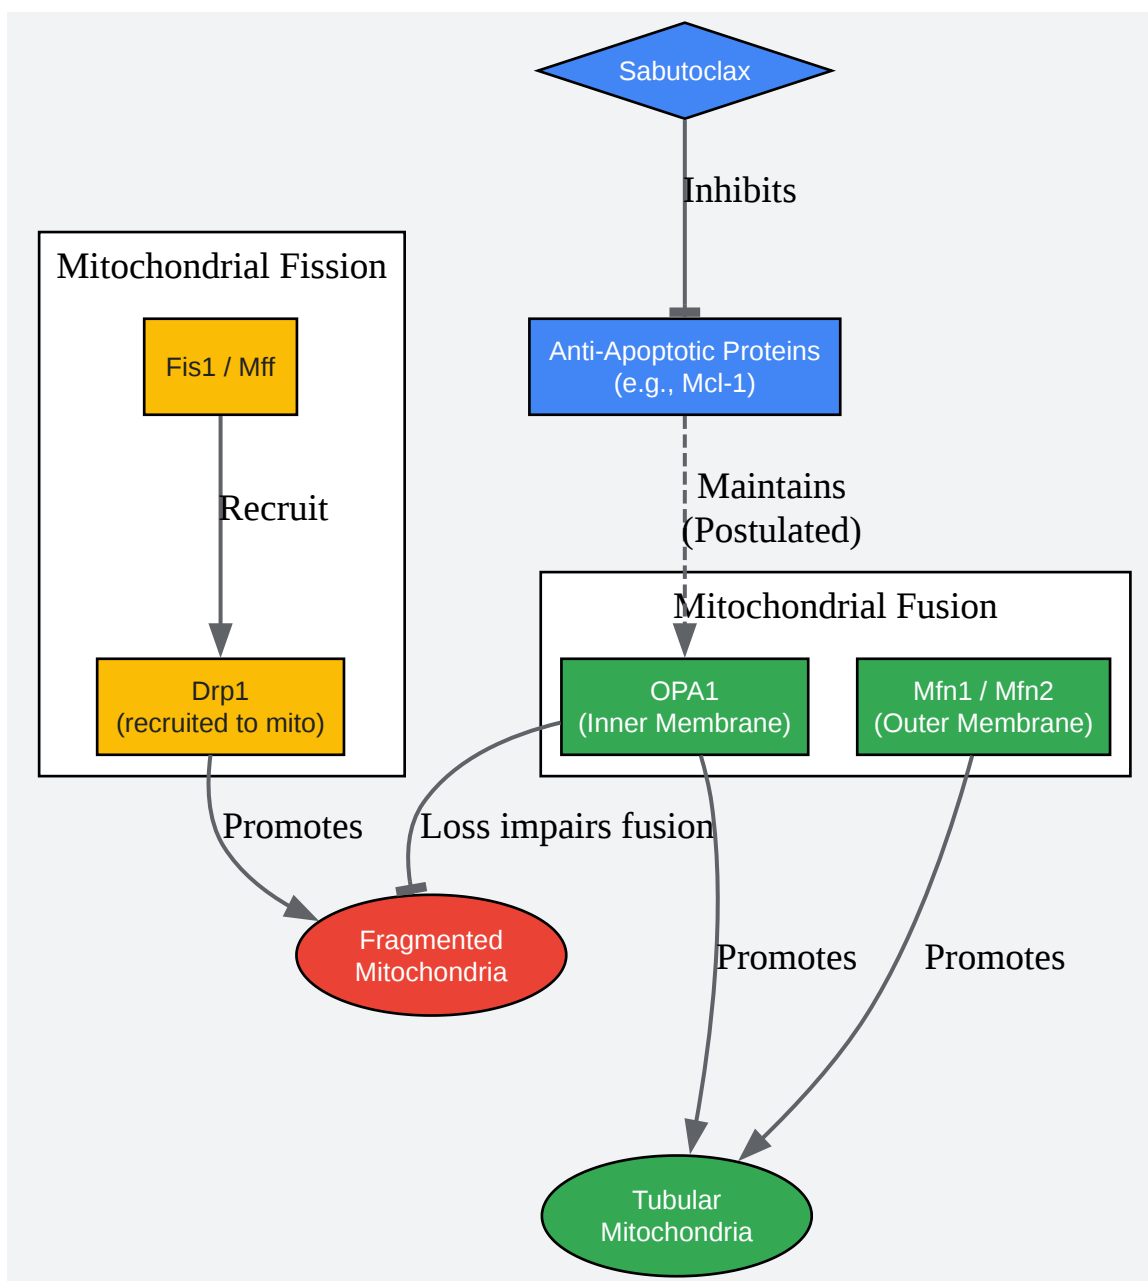 Sabutoclax
Inhibits
Mitochondrial Fission
Fis1 / Mff
Anti-Apoptotic Proteins
(e.g., Mcl-1)
Recruit
Maintains
(Postulated)
Mitochondrial Fusion
Drp1
(recruited to mito)
OPA1
(Inner Membrane)
Mfn1 / Mfn2
(Outer Membrane)
Promotes
Loss impairs fusion
Fragmented
Mitochondria
Promotes
Promotes
Tubular
Mitochondria